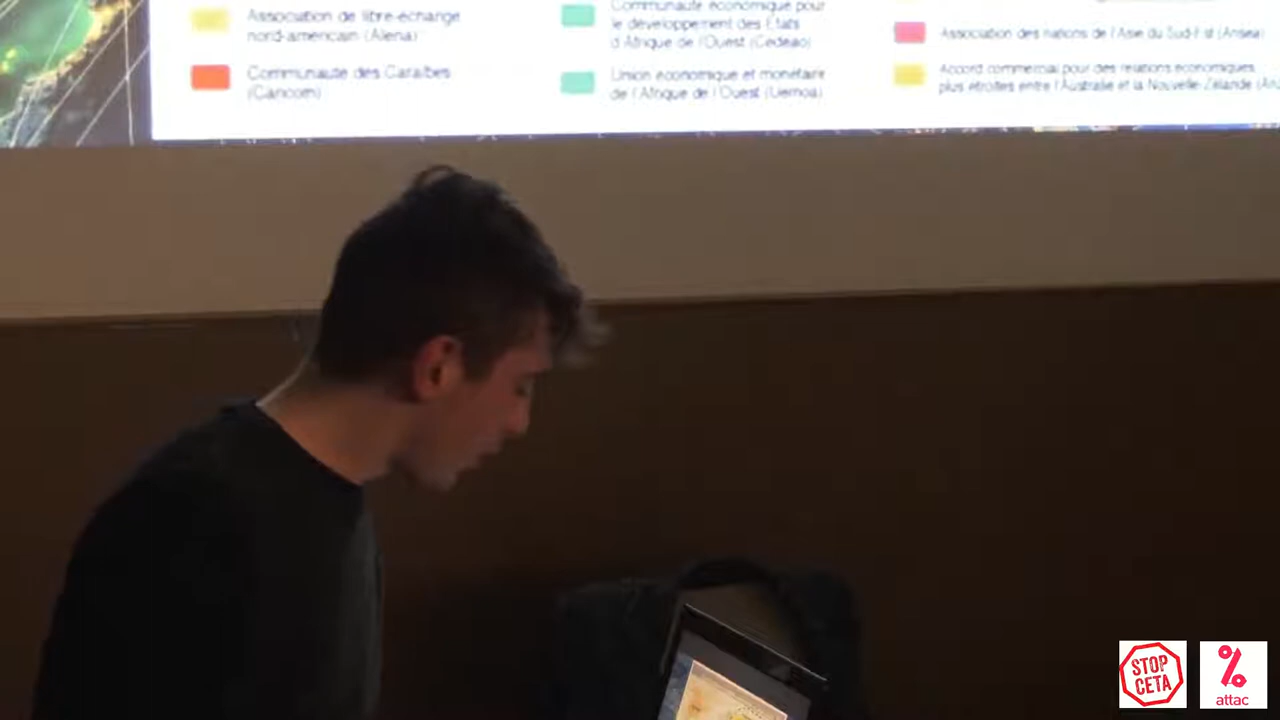 Association de libre-échange
nord-américain (Alena)
Communauté des Caraïbes
(Caricom)
Communauté économique pour
le développement des États
d'Afrique de l'Ouest (Cedeao)
Union économique et monétaire
de l'Afrique de l'Ouest (Uemoa)
Association des nations de l'Asie du Sud-Est (Ansea)
Accord commercial pour des relations économiques
plus étroites entre l'Australie et la Nouvelle-Zélande
STOP
CETA
%
attac